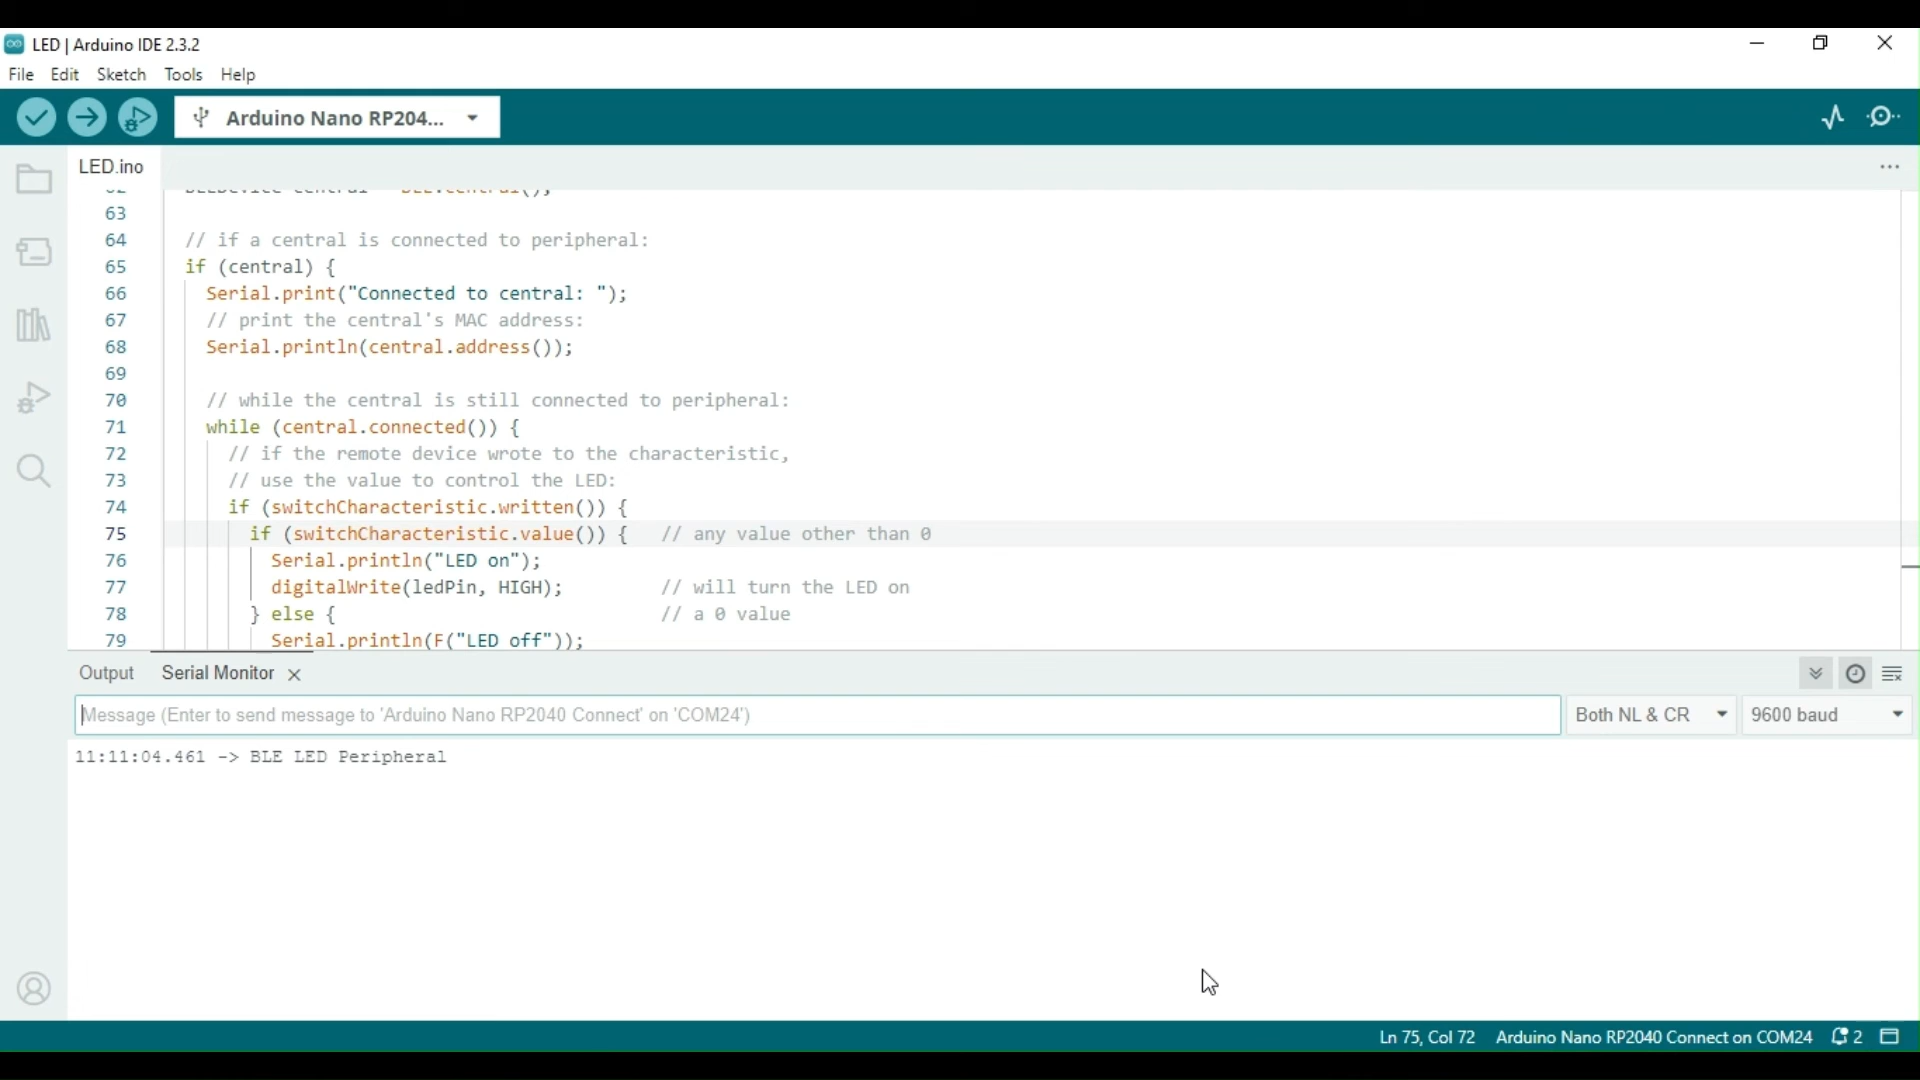 LED | Arduino IDE 2.3.2
File Edit Sketch Tools Help
Arduino Nano RP204...
LED.ino
62 BLEDevice central = BLE.central();
63
64 // if a central is connected to peripheral:
65 if (central) {
66 Serial.print("Connected to central: ");
67 // print the central's MAC address:
68 Serial.println(central.address());
69
70 // while the central is still connected to peripheral:
71 while (central.connected()) {
72 // if the remote device wrote to the characteristic,
73 // use the value to control the LED:
74 if (switchCharacteristic.written()) {
75 if (switchCharacteristic.value()) { // any value other than 0
76 Serial.println("LED on");
77 digitalWrite(ledPin, HIGH); // will turn the LED on
78 } else { // a 0 value
79 Serial.println(F("LED off"));
Output Serial Monitor
Message (Enter to send message to 'Arduino Nano RP2040 Connect' on 'COM24') Both NL & CR 9600 baud
11:11:04.461 -> BLE LED Peripheral
Ln 75, Col 72 Arduino Nano RP2040 Connect on COM24 2